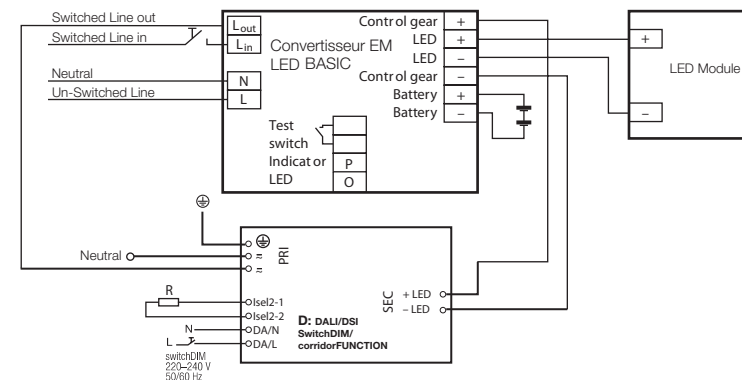 Switched Line out
Switched Line in
Neutral
Un-Switched Line
Lout
Lin
N
L
Convertisseur EM
LED BASIC
Test
switch
Indicator
LED
P
O
Control gear +
LED +
LED –
Control gear –
Battery +
Battery –
+
–
LED Module
Neutral
PRI
=
≈
R
Isel2-1
Isel2-2
N
DA/N
L
DA/L
switchDIM
220–240 V
50/60 Hz
D: DALI/DSI
SwitchDIM/
corridorFUNCTION
SEC
+ LED
– LED